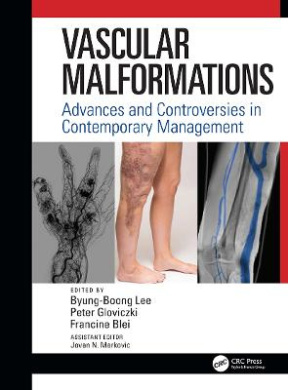 VASCULAR
MALFORMATIONS
Advances and Controversies in
Contemporary Management
EDITED BY
Byung-Boong Lee
Peter Gloviczki
Francine Blei
ASSISTANT EDITOR
Jovan N. Markovic
CRC Press
Taylor & Francis Group